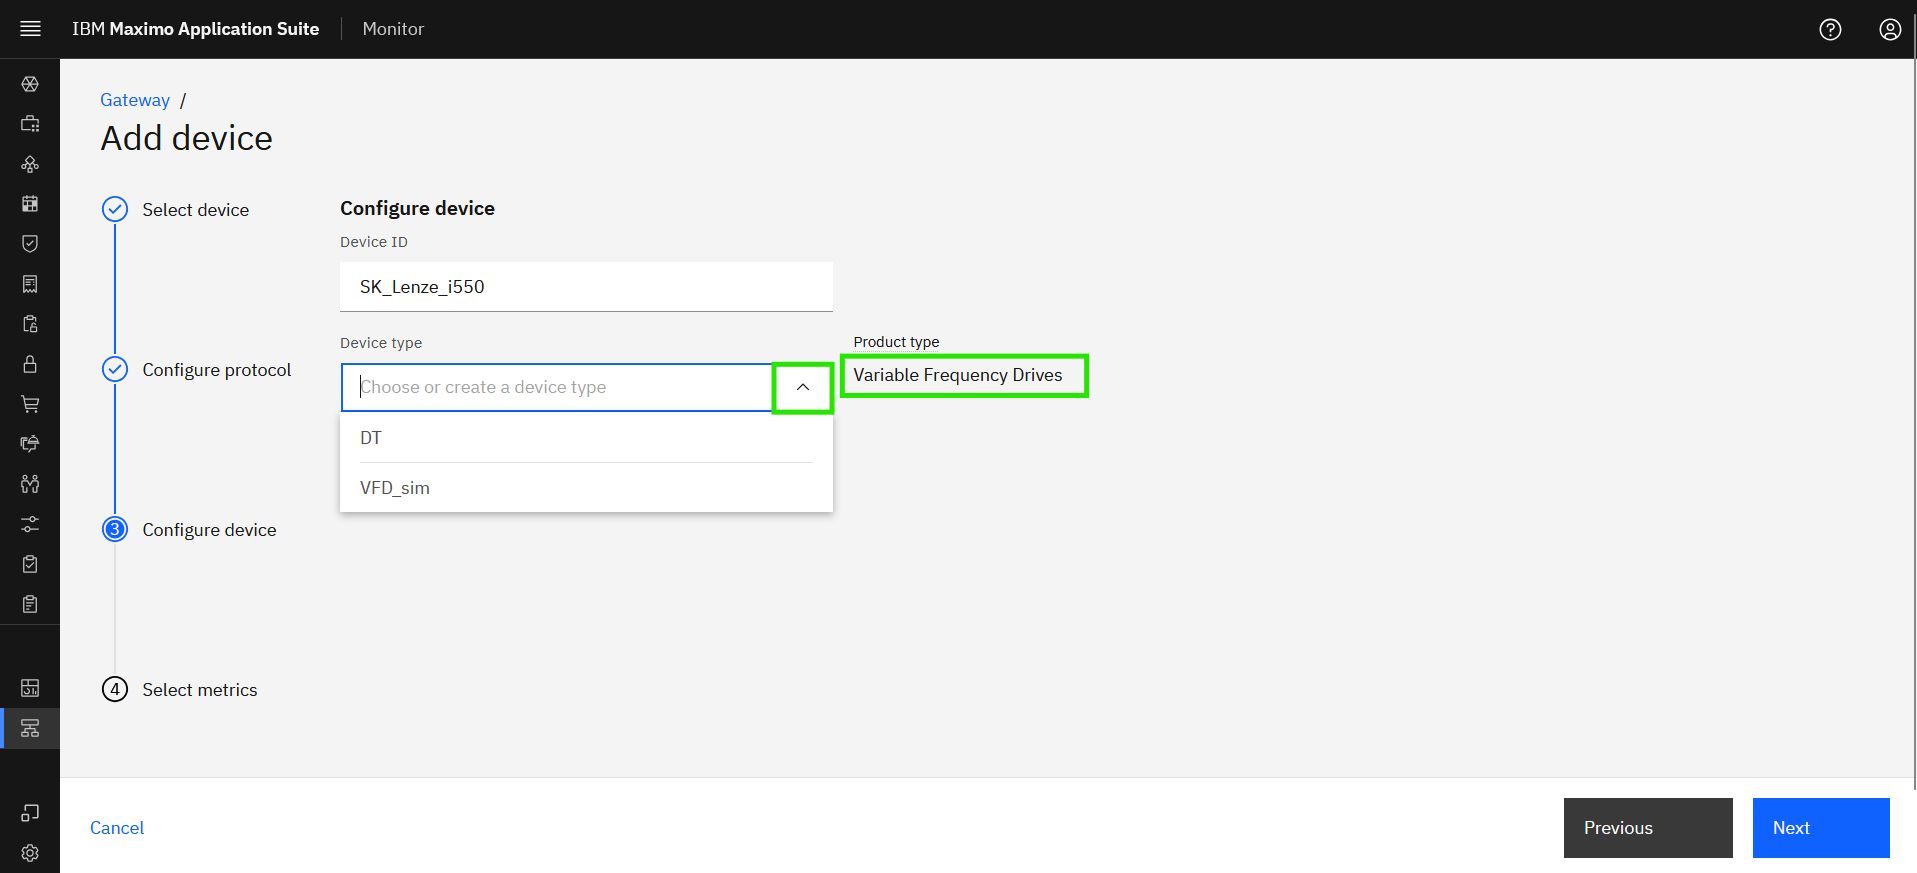 IBM Maximo Application Suite Monitor
Gateway /
Add device
Select device
Configure protocol
3 Configure device
4 Select metrics
Configure device
Device ID
SK_Lenze_i550
Device type
Choose or create a device type
DT
VFD_sim
Product type
Variable Frequency Drives
Cancel
Previous
Next